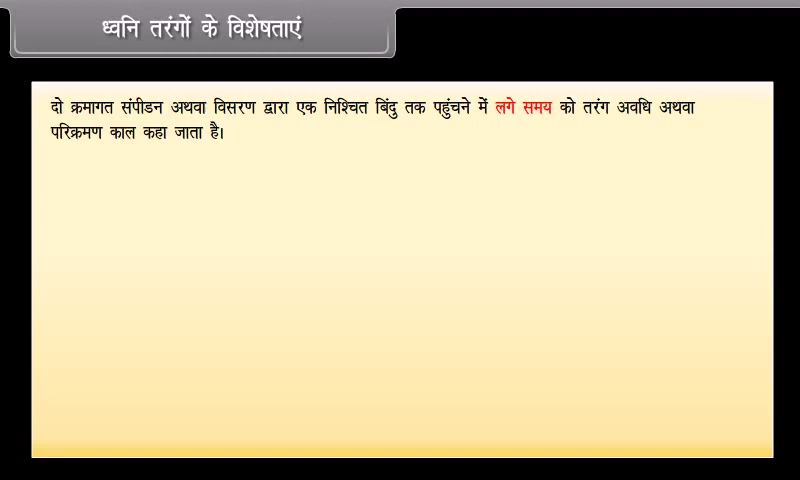 ध्वनि तरंगों के विशेषताएं
दो क्रमागत संपीडन अथवा विसरण द्वारा एक निश्चित बिंदु तक पहुंचने में लगे समय को तरंग अवधि अथवा
परिक्रमण काल कहा जाता है।